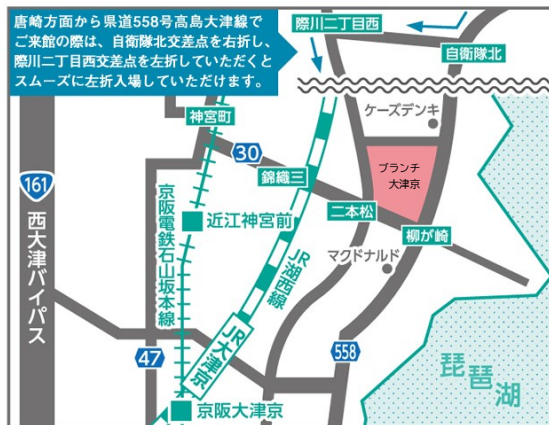 唐崎方面から県道558号高島大津線で
ご来館の際は、自衛隊北交差点を右折し、
際川二丁目西交差点を左折していただくと
スムーズに左折入場していただけます。
際川二丁目西
自衛隊北
ケーズデンキ
神宮町
30
錦織三
ブランチ
大津京
161
西大津バイパス
京阪電鉄石山坂本線
近江神宮前
二本松
柳が崎
マクドナルド
JR湖西線
JR大津京
47
558
琵琶湖
京阪大津京